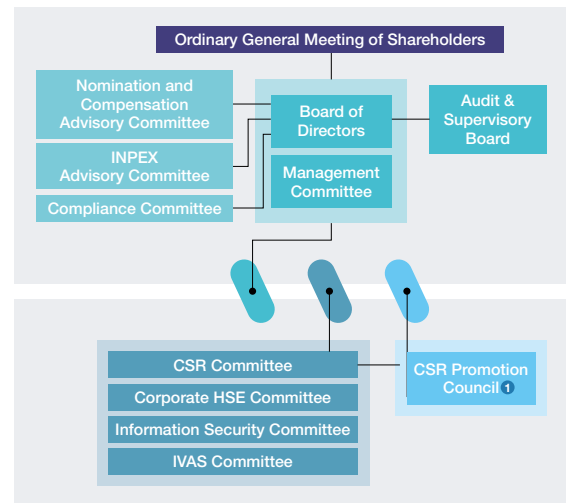 Ordinary General Meeting of Shareholders
Nomination and
Compensation
Advisory Committee
INPEX
Advisory Committee
Compliance Committee
Board of
Directors
Management
Committee
Audit &
Supervisory
Board
CSR Committee
Corporate HSE Committee
Information Security Committee
IVAS Committee
CSR Promotion
Council 1